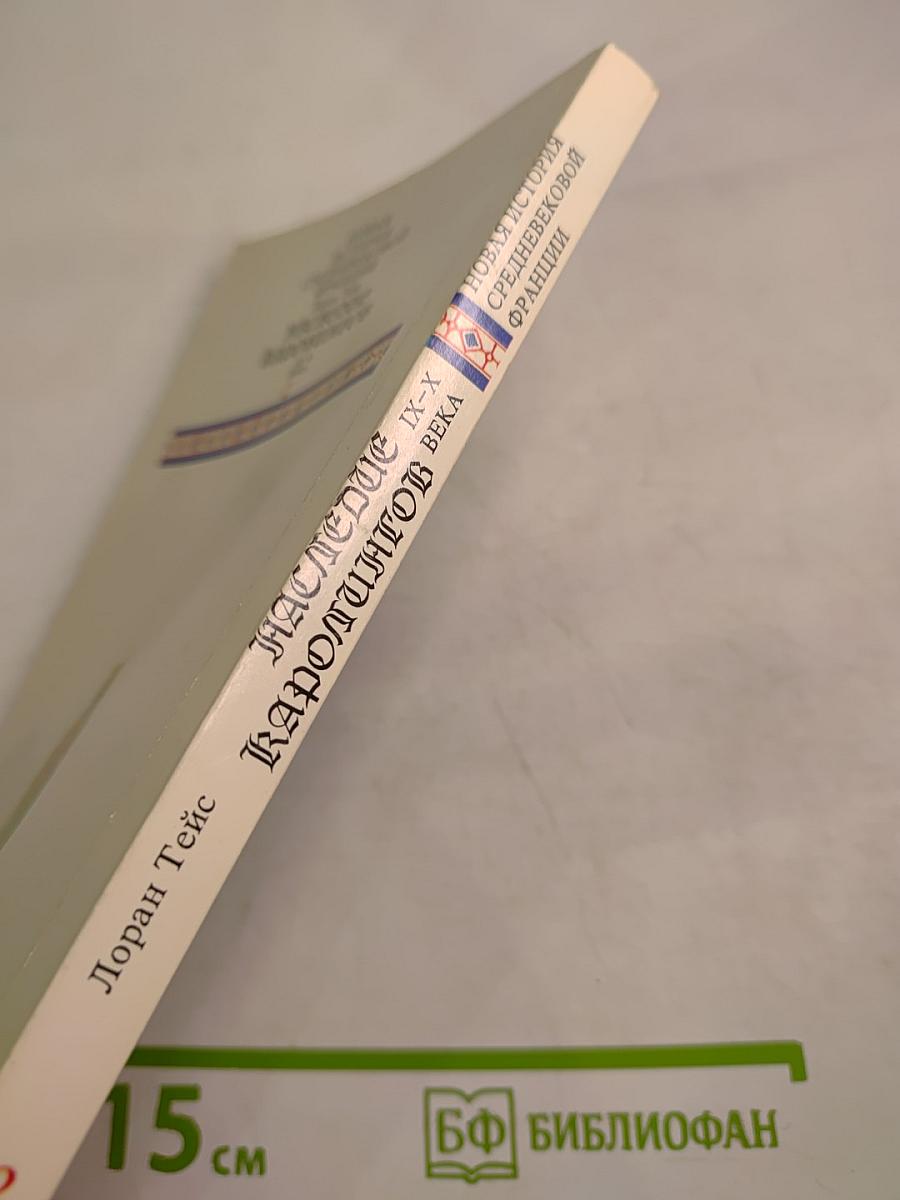 Лоран Тейс
НАСЛЕДИЕ
КАРОЛИНГОВ
IX–X
ВЕКА
НОВАЯ ИСТОРИЯ
СРЕДНЕВЕКОВОЙ
ФРАНЦИИ
15 см
БФ БИБЛИОФАН